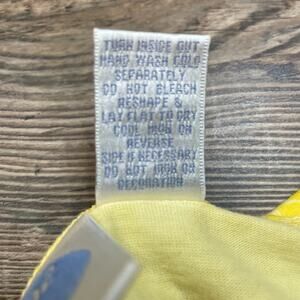 TURN INSIDE OUT
HAND WASH COLD
SEPARATELY
DO NOT BLEACH
RESHAPE &
LAY FLAT TO DRY
COOL IRON ON
REVERSE
SIDE IF NECESSARY
DO NOT IRON ON
DECORATION